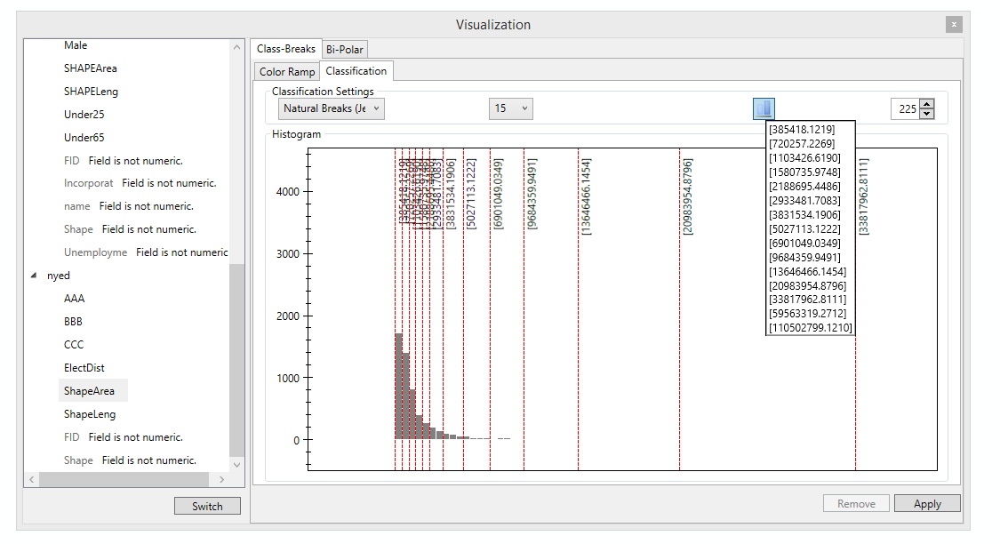 Visualization
x
Male
SHAPEArea
SHAPELeng
Under25
Under65
FID Field is not numeric.
Incorporat Field is not numeric.
name Field is not numeric.
Shape Field is not numeric.
Unemployme Field is not numeric
nyed
AAA
BBB
CCC
ElectDist
ShapeArea
ShapeLeng
FID Field is not numeric.
Shape Field is not numeric.
Switch
Class-Breaks Bi-Polar
Color Ramp Classification
Classification Settings
Natural Breaks (Je 15 225
Histogram
4000
3000
2000
1000
0
[385418.1219]
[2933481.7083]
[3831534.1906]
[5027113.1222]
[6901049.0349]
[9684359.9491]
[13646466.1454]
[20983954.8796]
[33817962.8111]
[385418.1219]
[720257.2269]
[1103426.6190]
[1580735.9748]
[2188695.4486]
[2933481.7083]
[3831534.1906]
[5027113.1222]
[6901049.0349]
[9684359.9491]
[13646466.1454]
[20983954.8796]
[33817962.8111]
[59563319.2712]
[110502799.1210]
Remove Apply